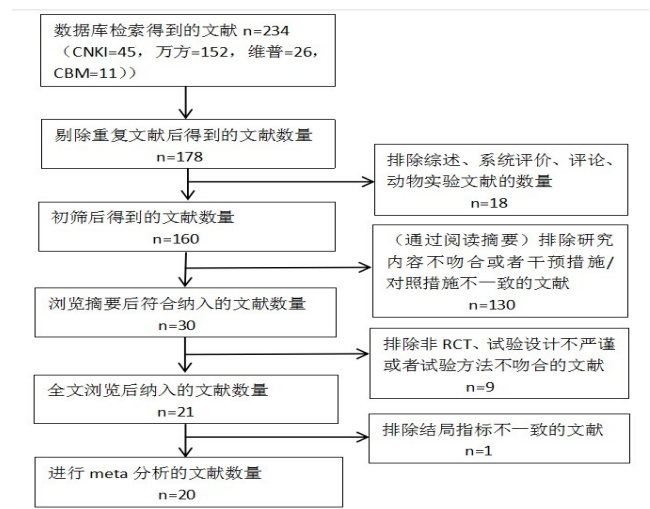 数据库检索得到的文献 n=234
（CNKI=45，万方=152，维普=26，
CBM=11））
剔除重复文献后得到的文献数量
n=178
排除综述、系统评价、评论、
动物实验文献的数量
n=18
初筛后得到的文献数量
n=160
（通过阅读摘要）排除研究
内容不吻合或者干预措施/
对照措施不一致的文献
n=130
浏览摘要后符合纳入的文献数量
n=30
排除非 RCT、试验设计不严谨
或者试验方法不吻合的文献
n=9
全文浏览后纳入的文献数量
n=21
排除结局指标不一致的文献
n=1
进行 meta 分析的文献数量
n=20